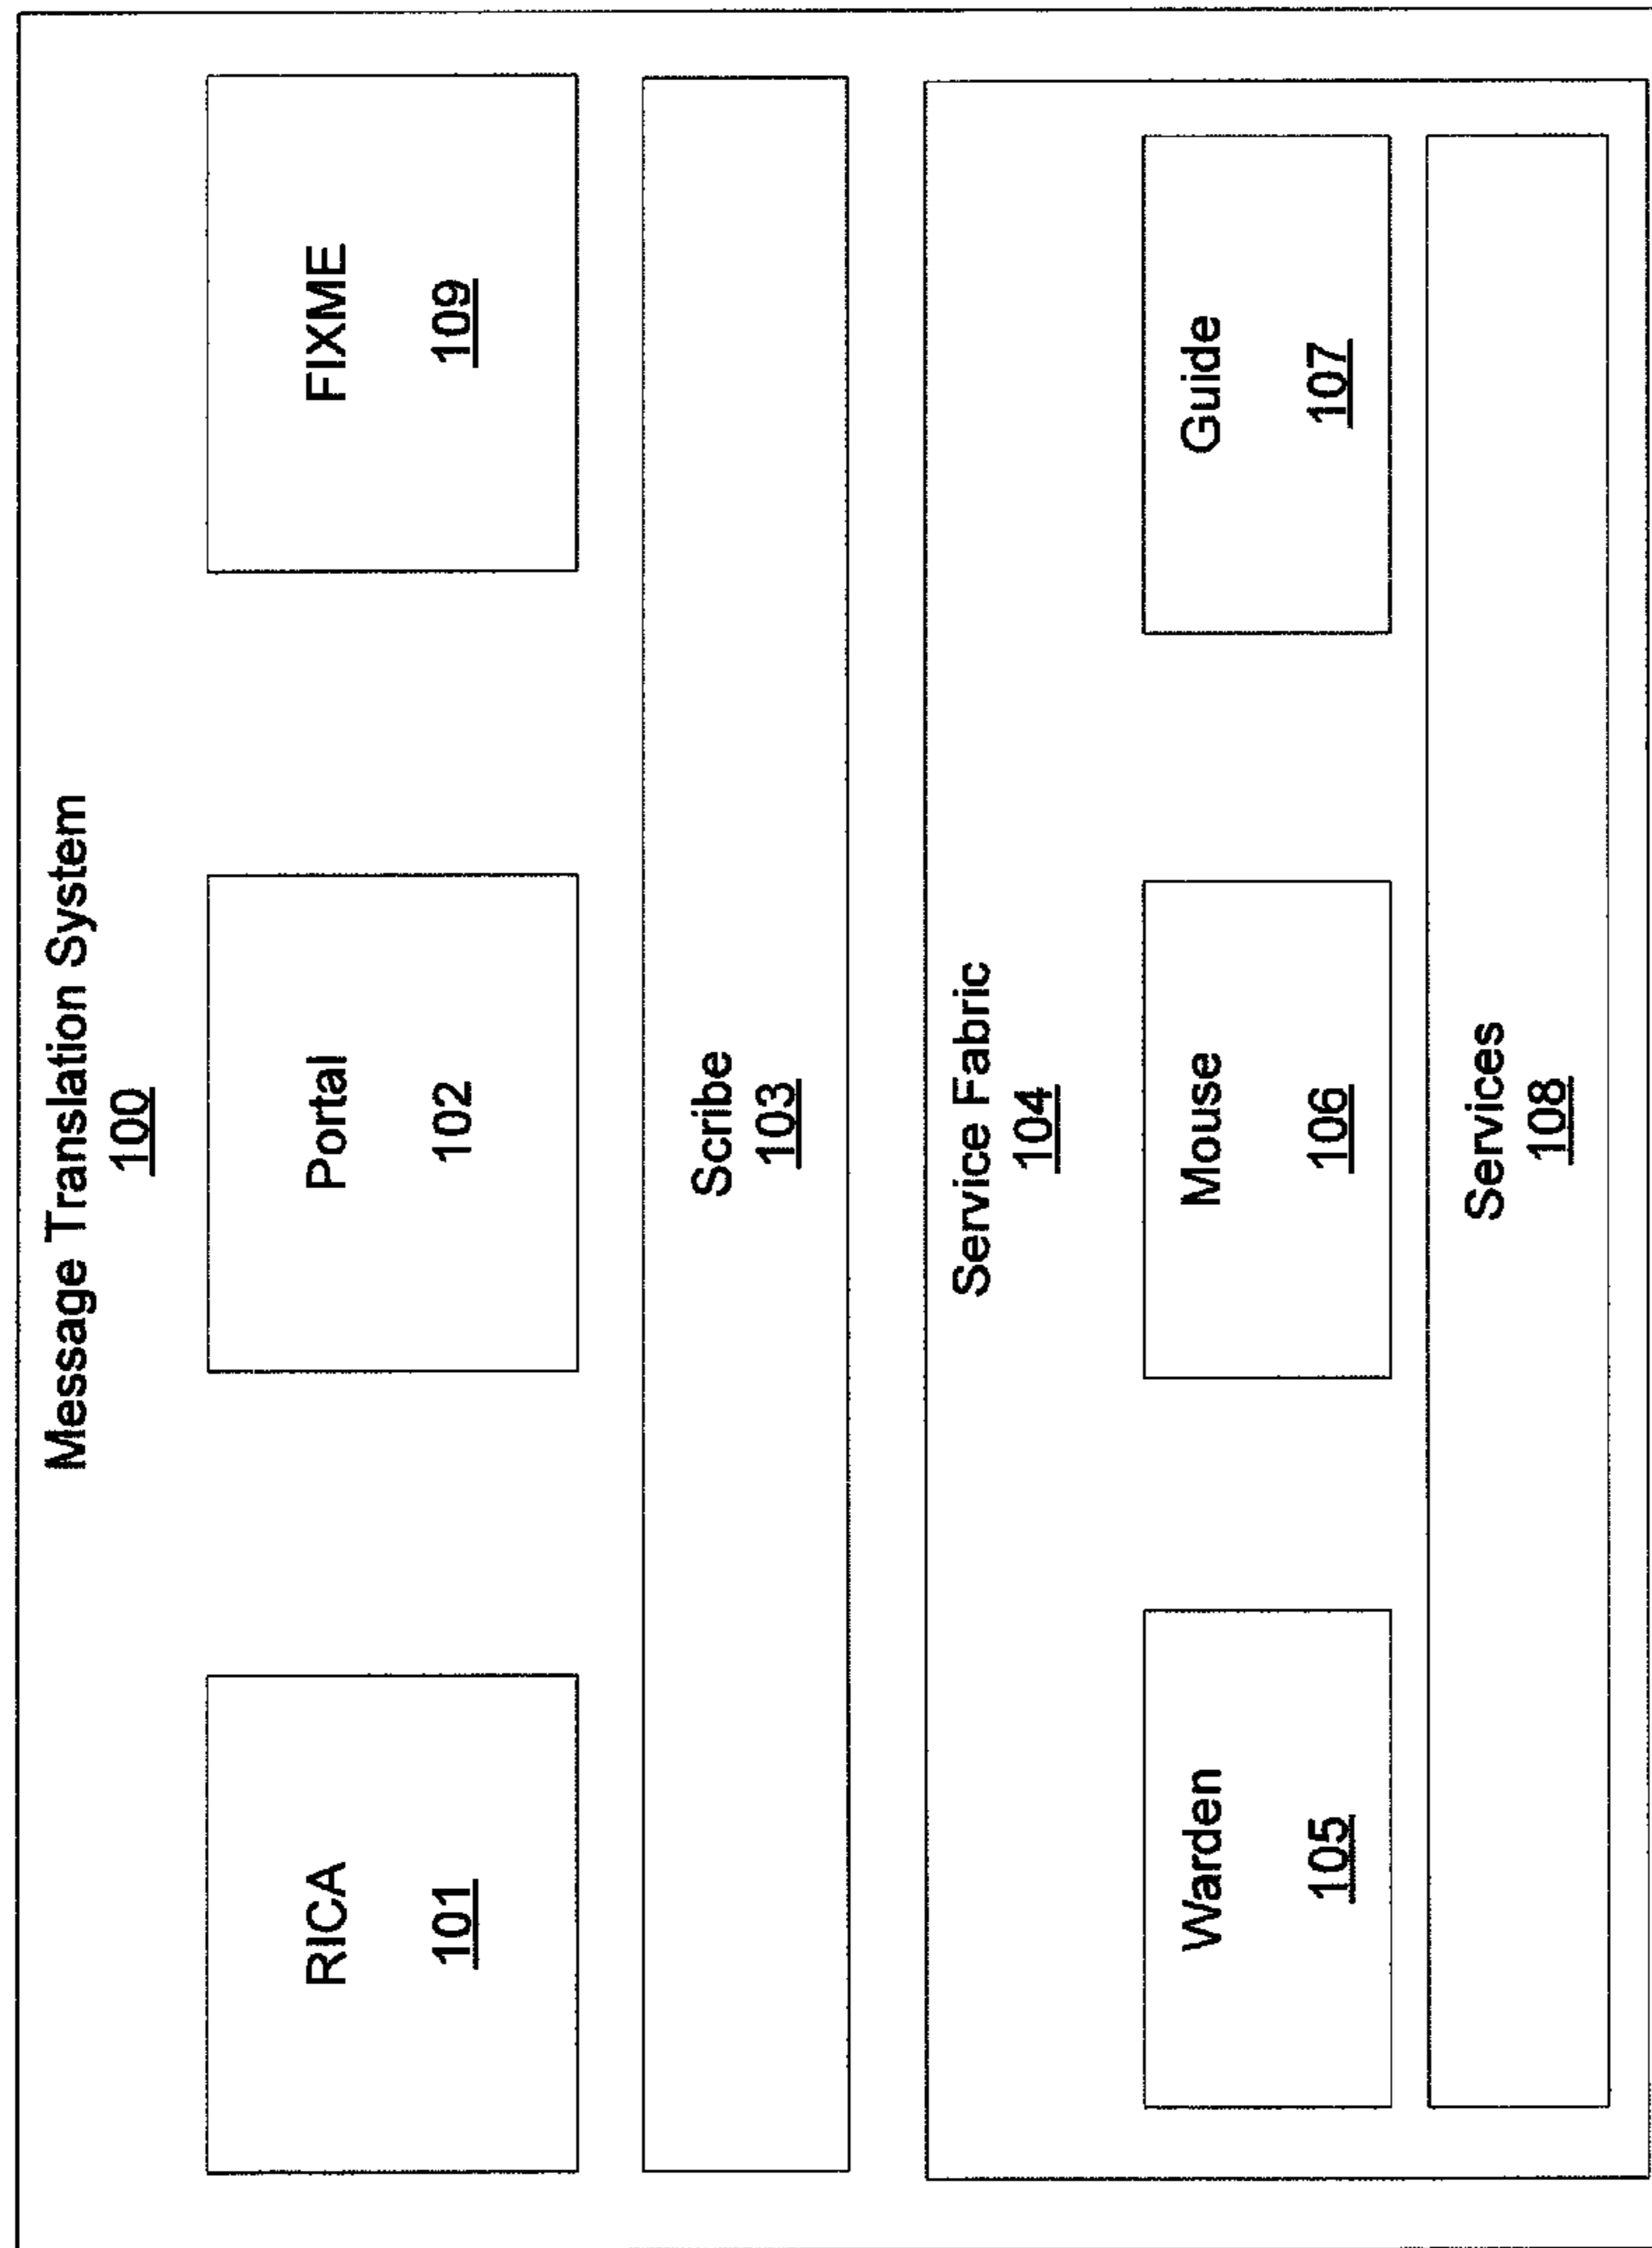 Message Translation System
100
RICA
101
Portal
102
FIXME
109
Scribe
103
Service Fabric
104
Warden
105
Mouse
106
Guide
107
Services
108